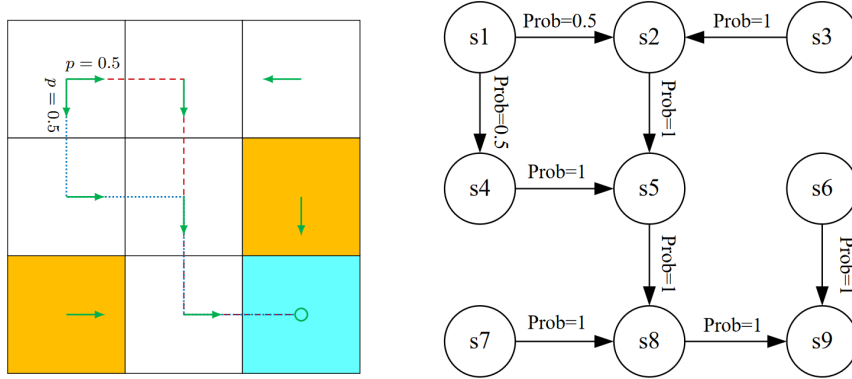 p = 0.5
p = 0.5
s1
Prob=0.5
s2
Prob=1
s3
Prob=0.5
Prob=1
s4
Prob=1
s5
s6
Prob=1
Prob=1
s7
Prob=1
s8
Prob=1
s9